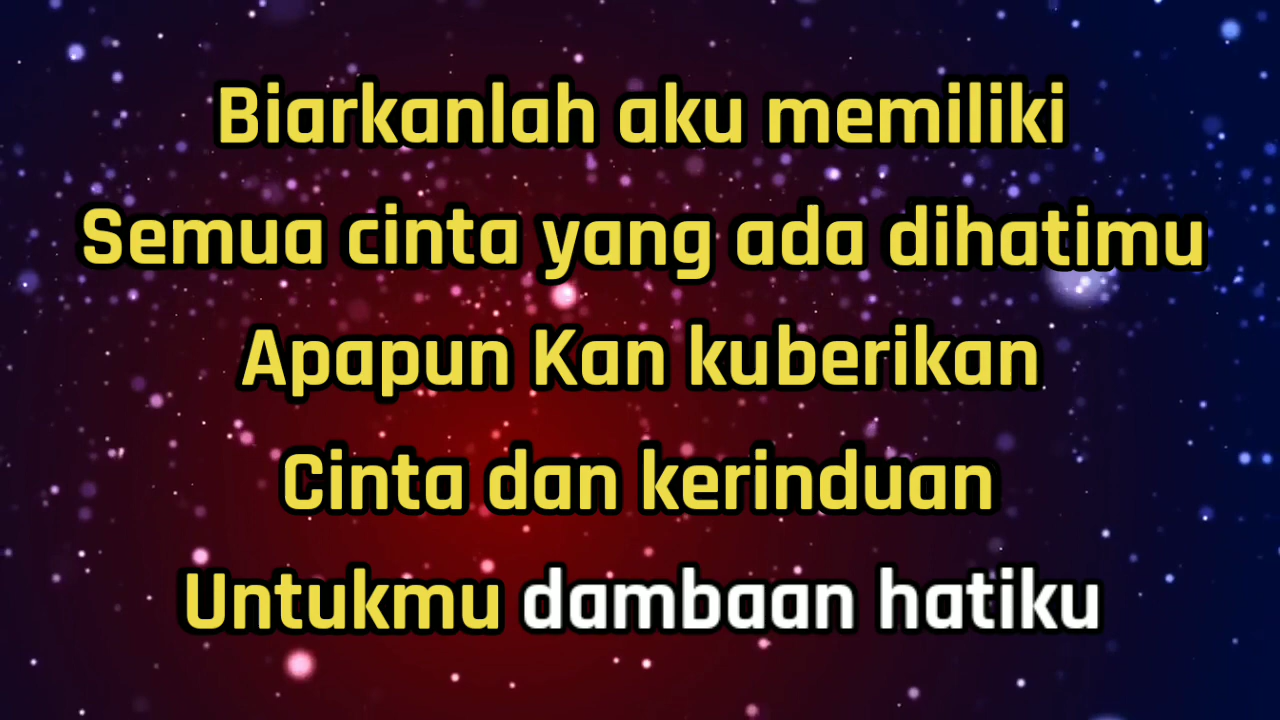 Biarkanlah aku memiliki
Semua cinta yang ada dihatimu
Apapun Kan kuberikan
Cinta dan kerinduan
Untukmu dambaan hatiku